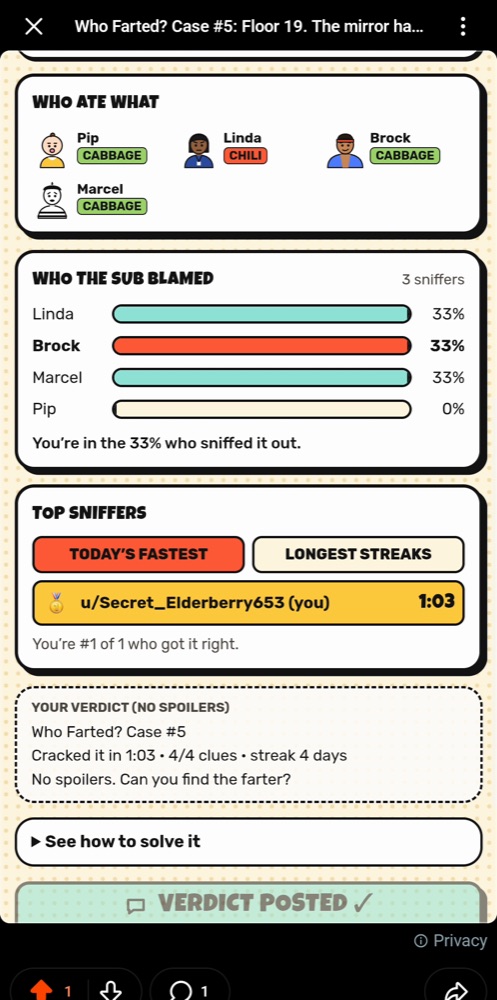 Who Farted? Case #5: Floor 19. The mirror ha...
WHO ATE WHAT
Pip
CABBAGE
Linda
CHILI
Brock
CABBAGE
Marcel
CABBAGE
WHO THE SUB BLAMED
3 sniffers
Linda 33%
Brock 33%
Marcel 33%
Pip 0%
You're in the 33% who sniffed it out.
TOP SNIFFERS
TODAY'S FASTEST
LONGEST STREAKS
u/Secret_Elderberry653 (you) 1:03
You're #1 of 1 who got it right.
YOUR VERDICT (NO SPOILERS)
Who Farted? Case #5
Cracked it in 1:03 • 4/4 clues • streak 4 days
No spoilers. Can you find the farter?
See how to solve it
VERDICT POSTED ✓
Privacy
1
1